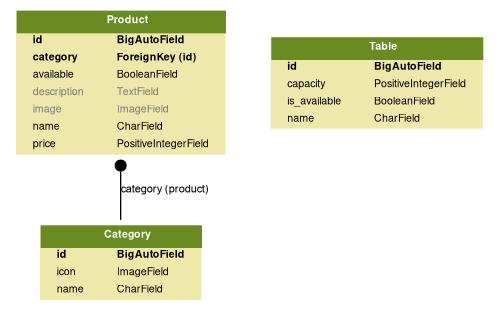 Product
id BigAutoField
category ForeignKey (id)
available BooleanField
description TextField
image ImageField
name CharField
price PositiveIntegerField
category (product)
Category
id BigAutoField
icon ImageField
name CharField
Table
id BigAutoField
capacity PositiveIntegerField
is_available BooleanField
name CharField